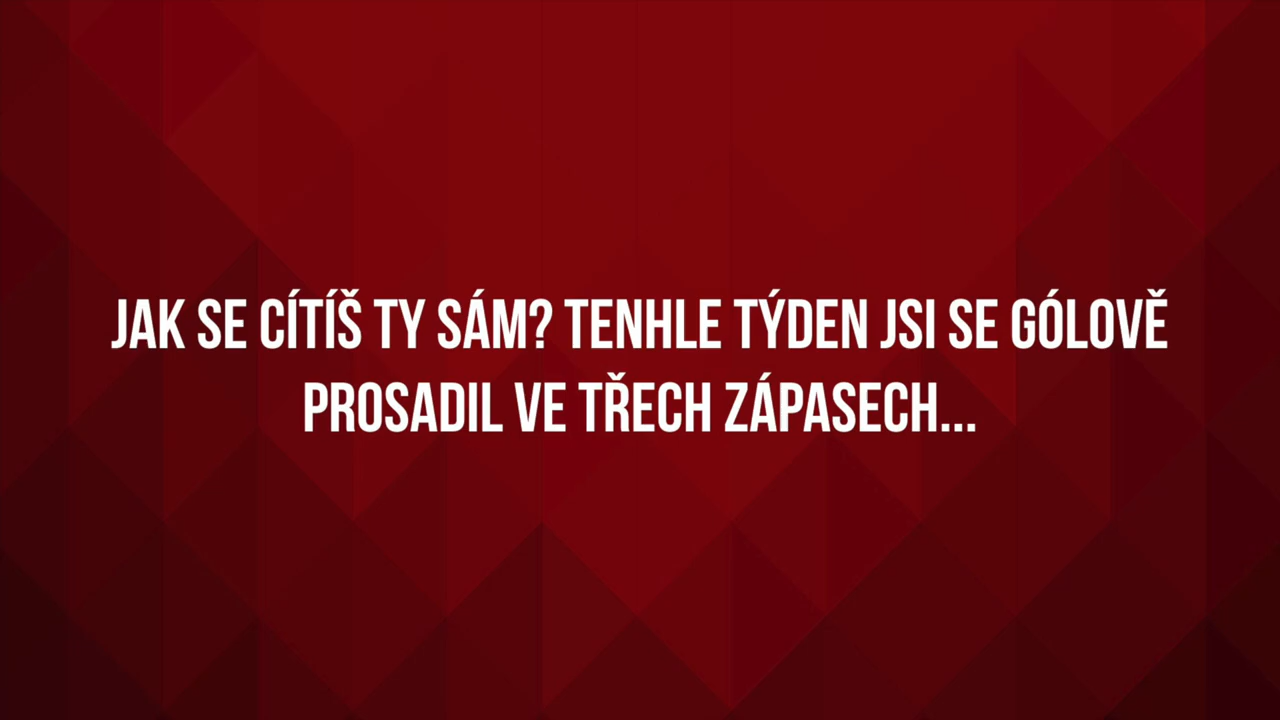 JAK SE CÍTÍŠ TY SÁM? TENHLE TÝDEN JSI SE GÓLOVĚ
PROSADIL VE TŘECH ZÁPASECH...